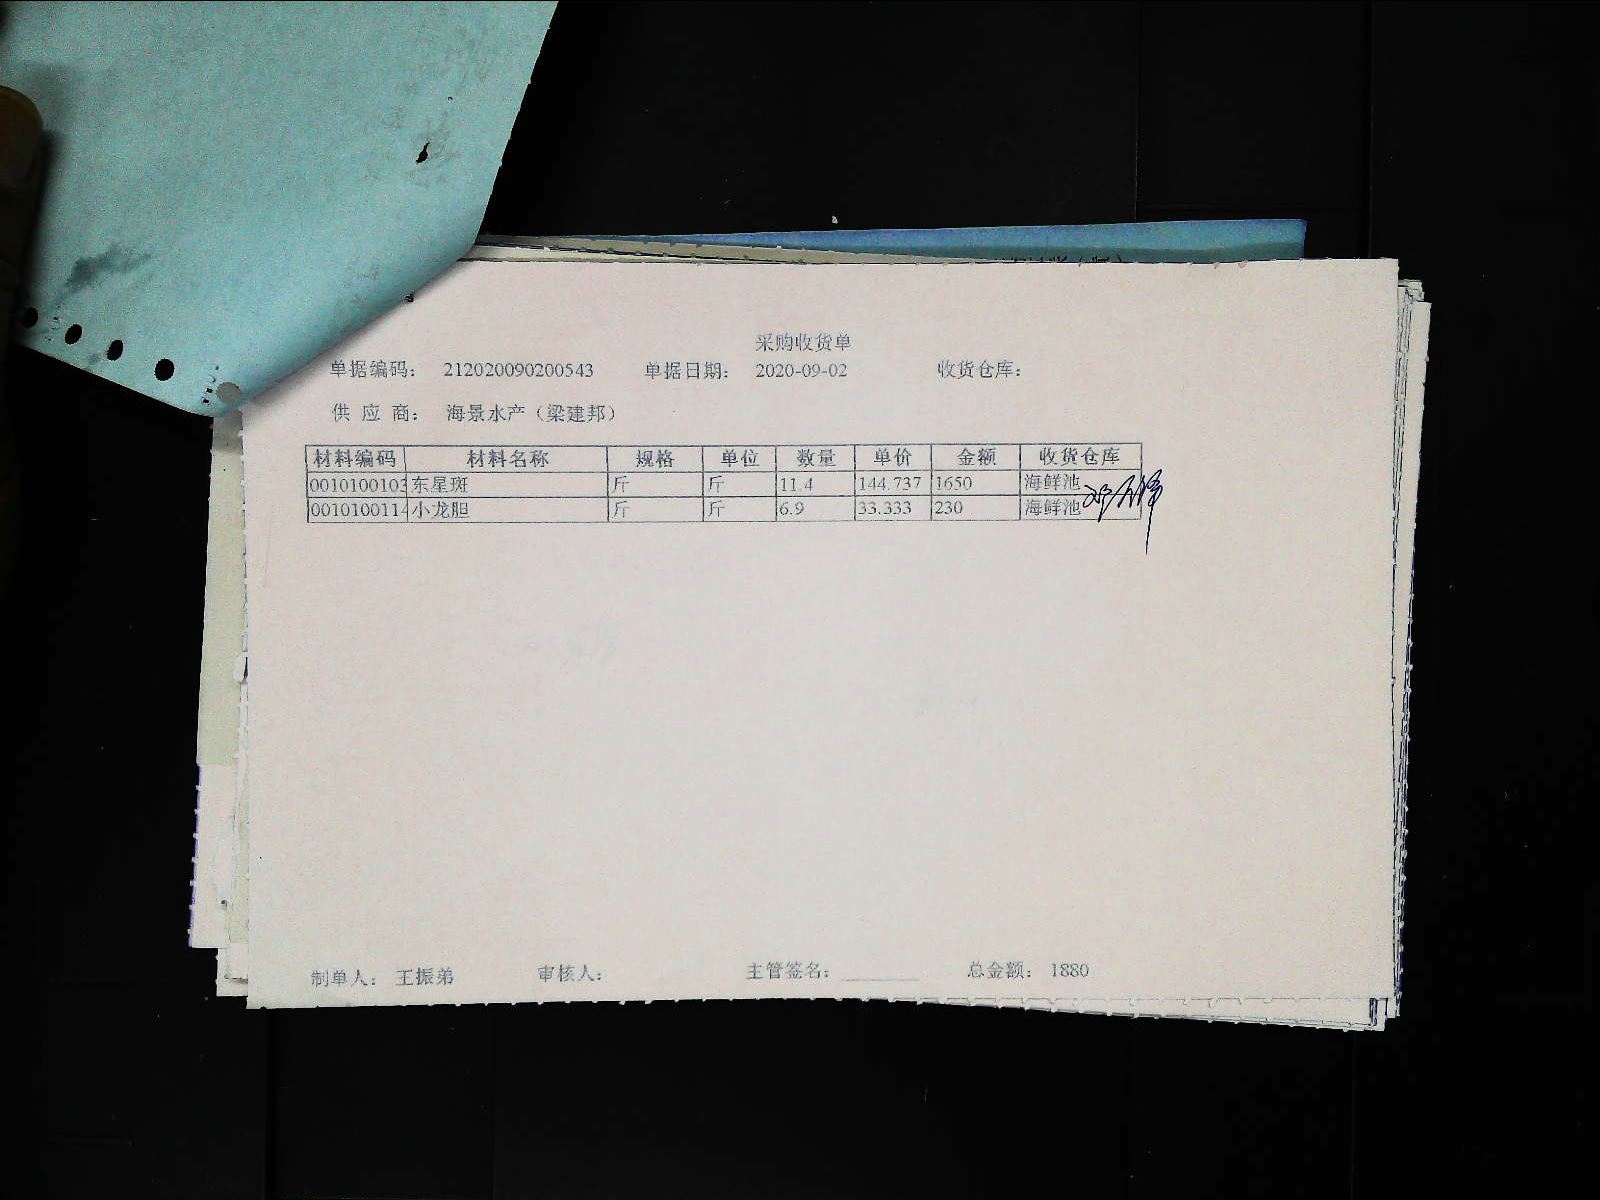 采购收货单
单据编码： 212020090200543 单据日期： 2020-09-02 收货仓库：
供 应 商： 海景水产（梁建邦）
材料编码 材料名称 规格 单位 数量 单价 金额 收货仓库
0010100103 东星斑 斤 斤 11.4 144.737 1650 海鲜池
0010100114 小龙胆 斤 斤 6.9 33.333 230 海鲜池
制单人： 王振弟 审核人： 主管签名： ________ 总金额： 1880